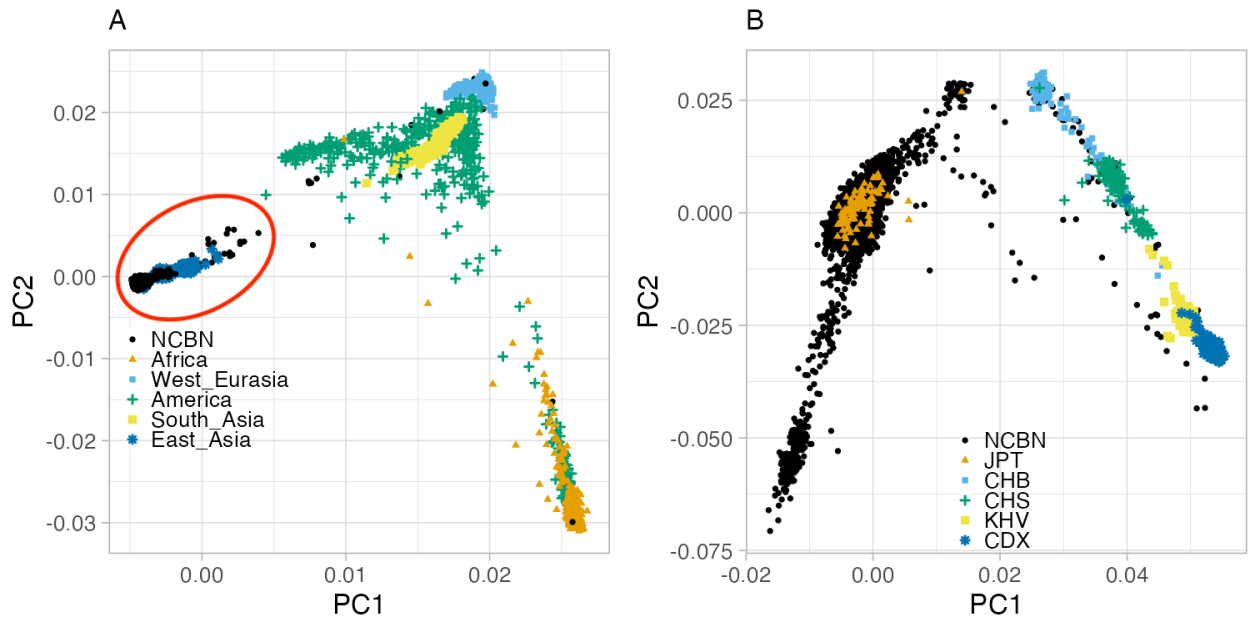 A
B
PC2
0.02
0.01
0.00
-0.01
-0.02
-0.03
NCBN
Africa
West_Eurasia
America
South_Asia
East_Asia
0.00
0.01
0.02
PC1
PC2
0.025
0.000
-0.025
-0.050
-0.075
NCBN
JPT
CHB
CHS
KHV
CDX
-0.02
0.00
0.02
0.04
PC1